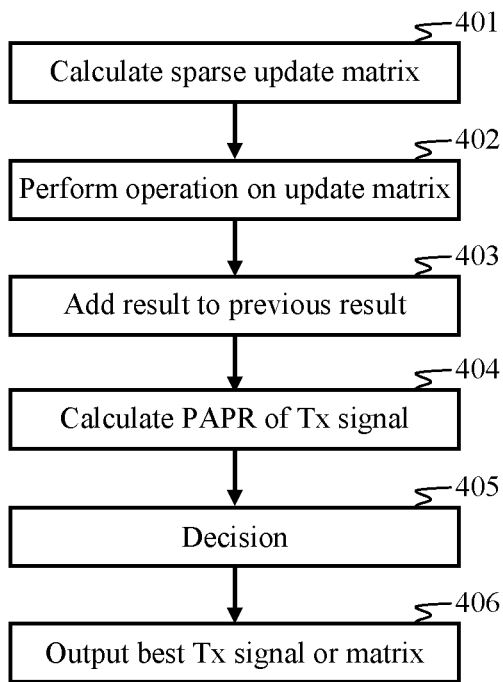 401
Calculate sparse update matrix
402
Perform operation on update matrix
403
Add result to previous result
404
Calculate PAPR of Tx signal
405
Decision
406
Output best Tx signal or matrix